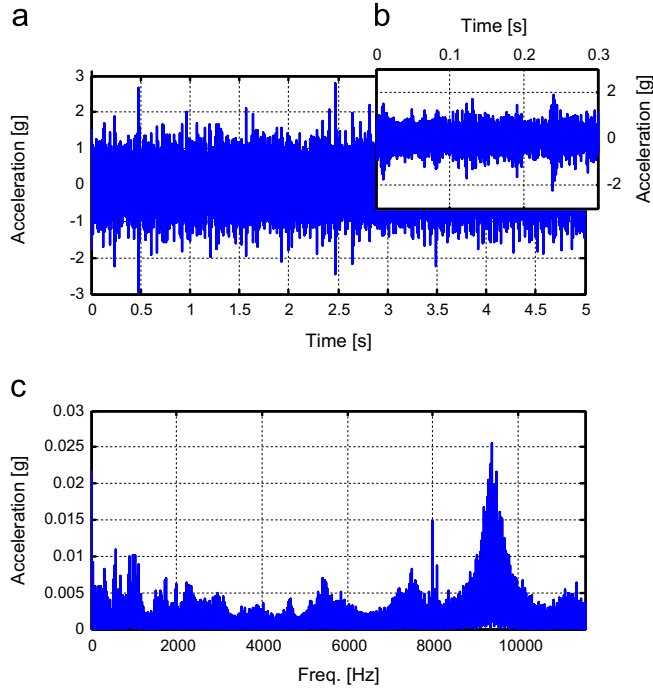 a
b
Time [s]
0 0.1 0.2 0.3
3
2
1
0
-1
-2
-3
Acceleration [g]
2
0
-2
Acceleration [g]
0 0.5 1 1.5 2 2.5 3 3.5 4 4.5 5
Time [s]
c
0.03
0.025
0.02
0.015
0.01
0.005
0
Acceleration [g]
0 2000 4000 6000 8000 10000
Freq. [Hz]